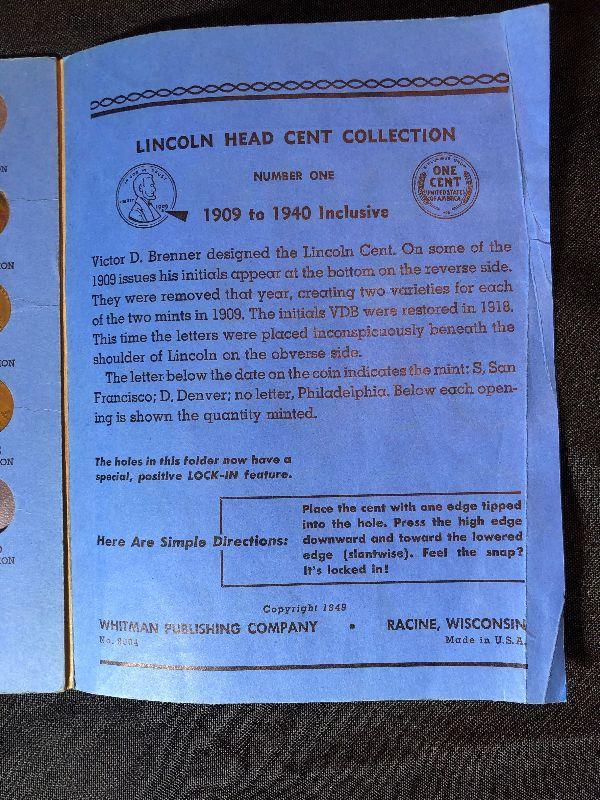 LINCOLN HEAD CENT COLLECTION
NUMBER ONE
1909 to 1940 Inclusive
1909
ONE
CENT
UNITED STATES
OF AMERICA
Victor D. Brenner designed the Lincoln Cent. On some of the
1909 issues his initials appear at the bottom on the reverse side.
They were removed that year, creating two varieties for each
of the two mints in 1909. The initials VDB were restored in 1918.
This time the letters were placed inconspicuously beneath the
shoulder of Lincoln on the obverse side.
The letter below the date on the coin indicates the mint: S, San
Francisco; D, Denver; no letter, Philadelphia. Below each open-
ing is shown the quantity minted.
The holes in this folder now have a
special, positive LOCK-IN feature.
Here Are Simple Directions:
Place the cent with one edge tipped
into the hole. Press the high edge
downward and toward the lowered
edge (slantwise). Feel the snap?
It's locked in!
Copyright 1949
WHITMAN PUBLISHING COMPANY • RACINE, WISCONSIN
No. 9004 Made in U.S.A.